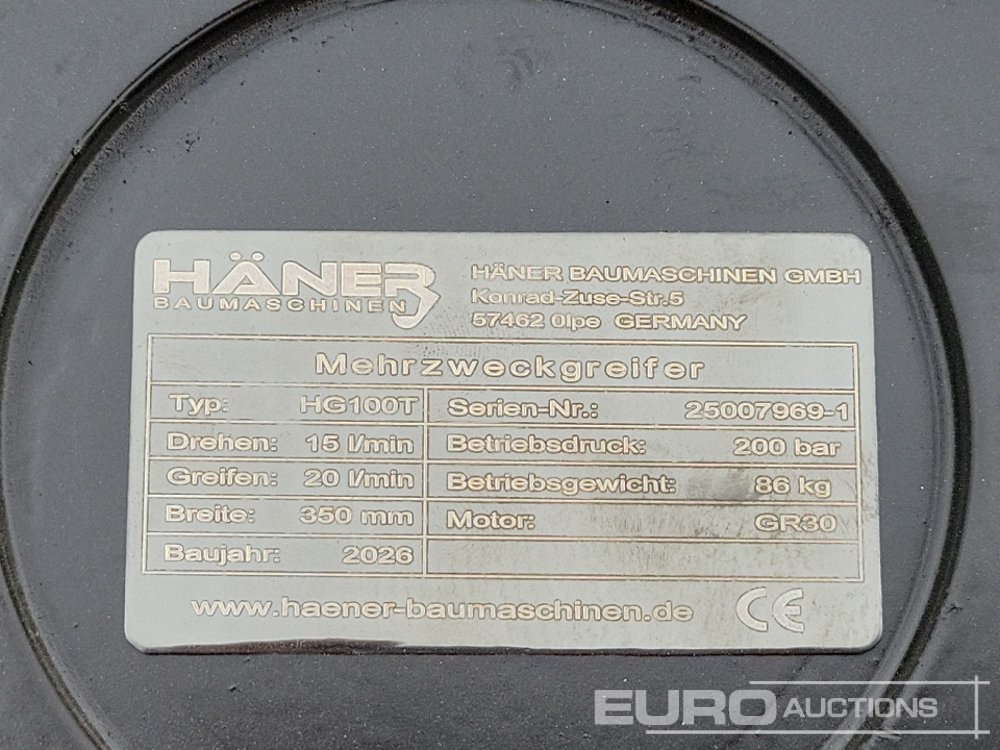 HÄNER
BAUMASCHINEN
HÄNER BAUMASCHINEN GMBH
Konrad-Zuse-Str.5
57462 Olpe GERMANY
Mehrzweckgreifer
Typ: HG100T Serien-Nr.: 25007969-1
Drehen: 15 l/min Betriebsdruck: 200 bar
Greifen: 20 l/min Betriebsgewicht: 86 kg
Breite: 350 mm Motor: GR30
Baujahr: 2026
www.haener-baumaschinen.de CE
EURO AUCTIONS